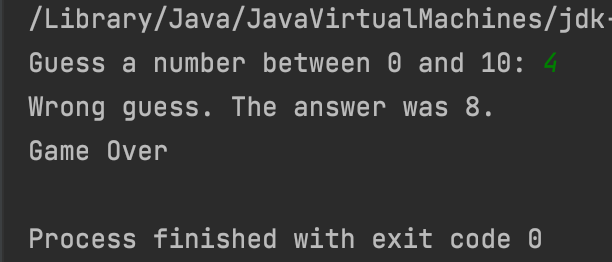 /Library/Java/JavaVirtualMachines/jdk-
Guess a number between 0 and 10: 4
Wrong guess. The answer was 8.
Game Over
Process finished with exit code 0